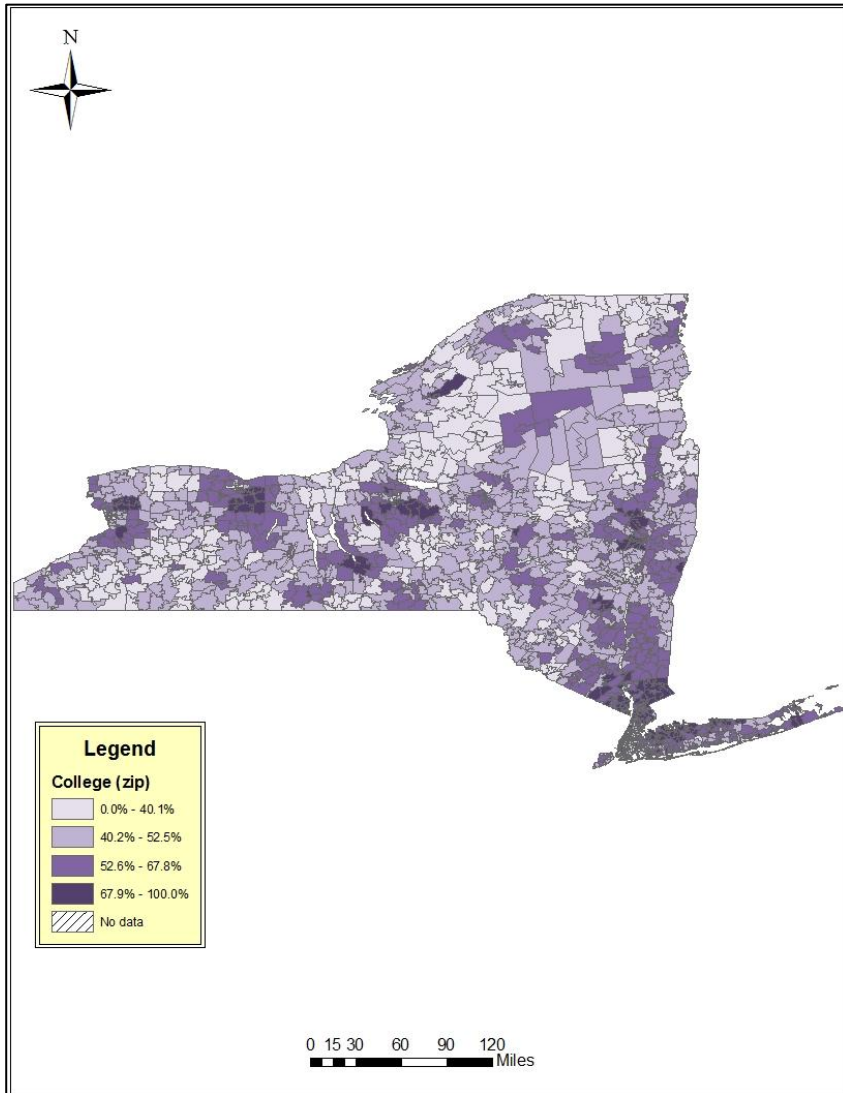 N
Legend
College (zip)
0.0% - 40.1%
40.2% - 52.5%
52.6% - 67.8%
67.9% - 100.0%
No data
0 15 30 60 90 120
Miles